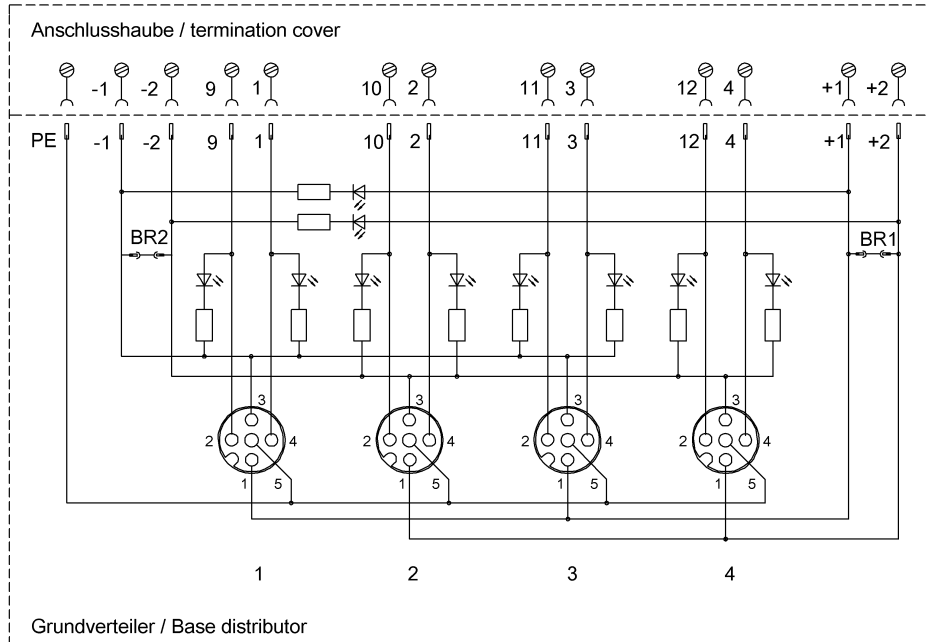 Anschlusshaube / termination cover
-1 -2 9 1 10 2 11 3 12 4 +1 +2
PE -1 -2 9 1 10 2 11 3 12 4 +1 +2
BR2 BR1
3 3 3 3
2 4 2 4 2 4 2 4
1 5 1 5 1 5 1 5
1 2 3 4
Grundverteiler / Base distributor